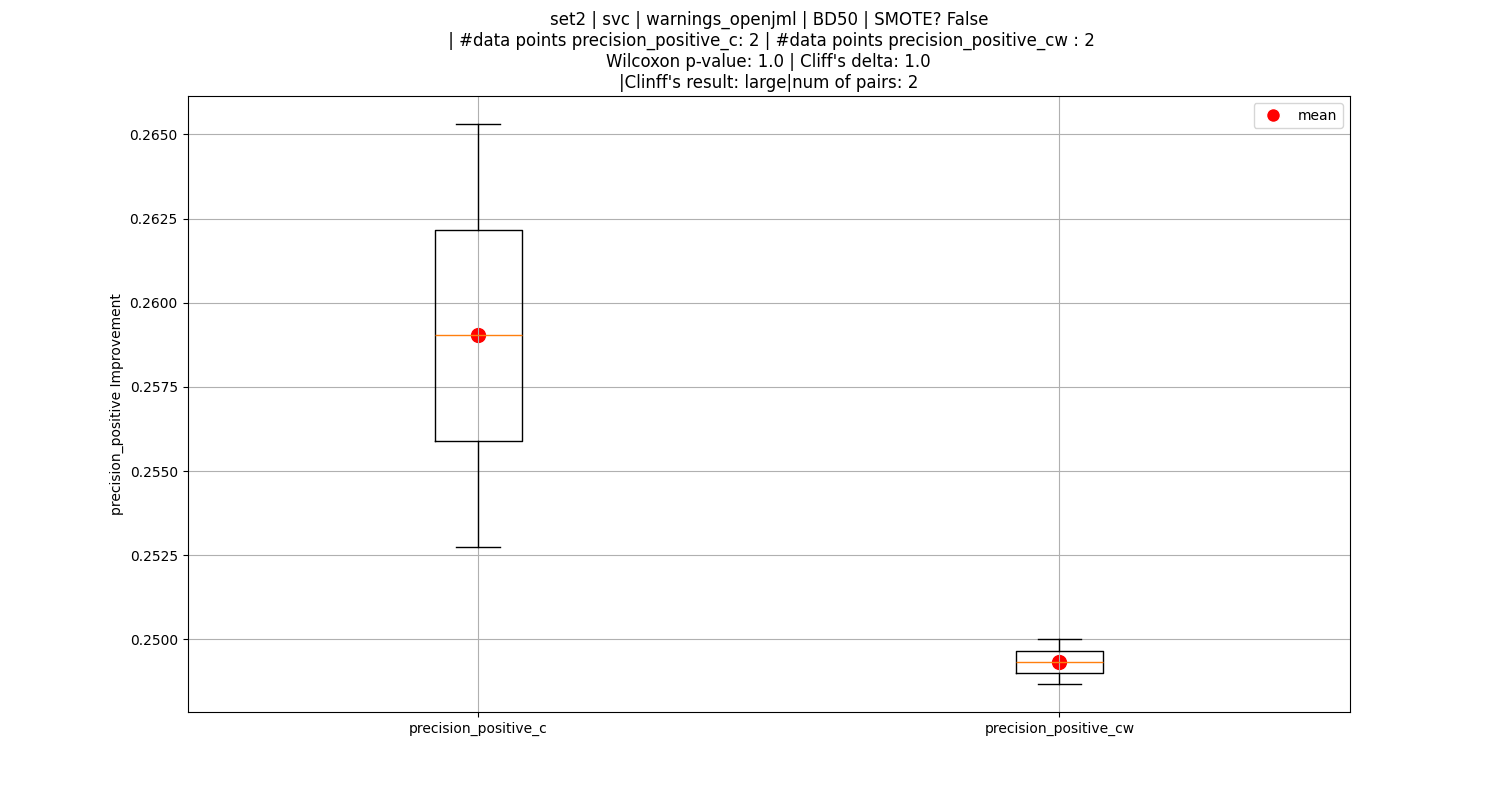 set2 | svc | warnings_openjml | BD50 | SMOTE? False
| #data points precision_positive_c: 2 | #data points precision_positive_cw : 2
Wilcoxon p-value: 1.0 | Cliff's delta: 1.0
|Clinff's result: large|num of pairs: 2
mean
precision_positive Improvement
0.2650
0.2625
0.2600
0.2575
0.2550
0.2525
0.2500
precision_positive_c
precision_positive_cw